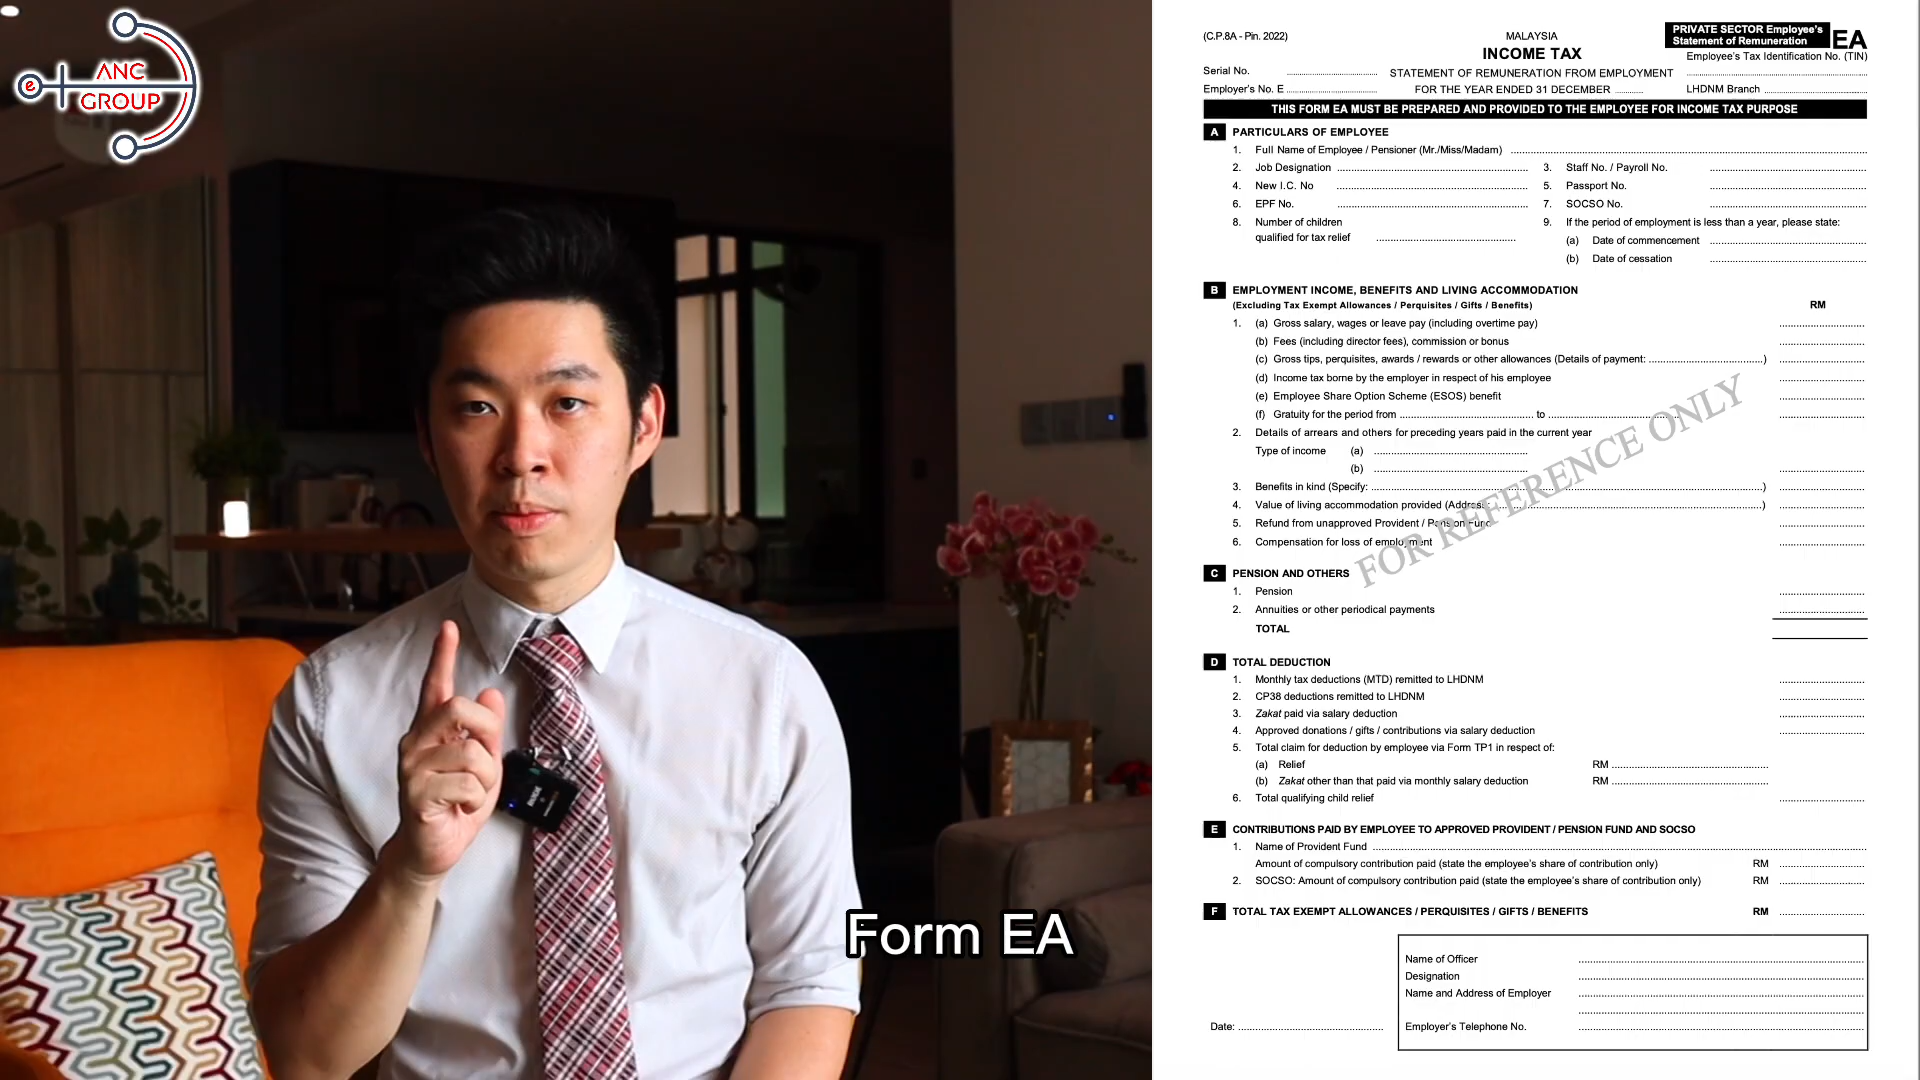 e
ANC
GROUP
Form EA
(C.P.8A - Pin. 2022)
MALAYSIA
INCOME TAX
PRIVATE SECTOR Employee's
Statement of Remuneration
EA
Employee's Tax Identification No. (TIN)
Serial No.
STATEMENT OF REMUNERATION FROM EMPLOYMENT
Employer's No. E
FOR THE YEAR ENDED 31 DECEMBER
LHDNM Branch
THIS FORM EA MUST BE PREPARED AND PROVIDED TO THE EMPLOYEE FOR INCOME TAX PURPOSE
A PARTICULARS OF EMPLOYEE
1. Full Name of Employee / Pensioner (Mr./Miss/Madam)
2. Job Designation 3. Staff No. / Payroll No.
4. New I.C. No 5. Passport No.
6. EPF No. 7. SOCSO No.
8. Number of children 9. If the period of employment is less than a year, please state:
qualified for tax relief (a) Date of commencement
(b) Date of cessation
B EMPLOYMENT INCOME, BENEFITS AND LIVING ACCOMMODATION
(Excluding Tax Exempt Allowances / Perquisites / Gifts / Benefits) RM
1. (a) Gross salary, wages or leave pay (including overtime pay)
(b) Fees (including director fees), commission or bonus
(c) Gross tips, perquisites, awards / rewards or other allowances (Details of payment: )
(d) Income tax borne by the employer in respect of his employee
(e) Employee Share Option Scheme (ESOS) benefit
(f) Gratuity for the period from to
2. Details of arrears and others for preceding years paid in the current year
Type of income (a)
(b)
3. Benefits in kind (Specify: )
4. Value of living accommodation provided (Address: )
5. Refund from unapproved Provident / Pension Fund
6. Compensation for loss of employment
FOR REFERENCE ONLY
C PENSION AND OTHERS
1. Pension
2. Annuities or other periodical payments
TOTAL
D TOTAL DEDUCTION
1. Monthly tax deductions (MTD) remitted to LHDNM
2. CP38 deductions remitted to LHDNM
3. Zakat paid via salary deduction
4. Approved donations / gifts / contributions via salary deduction
5. Total claim for deduction by employee via Form TP1 in respect of:
(a) Relief RM
(b) Zakat other than that paid via monthly salary deduction RM
6. Total qualifying child relief
E CONTRIBUTIONS PAID BY EMPLOYEE TO APPROVED PROVIDENT / PENSION FUND AND SOCSO
1. Name of Provident Fund
Amount of compulsory contribution paid (state the employee's share of contribution only) RM
2. SOCSO: Amount of compulsory contribution paid (state the employee's share of contribution only) RM
F TOTAL TAX EXEMPT ALLOWANCES / PERQUISITES / GIFTS / BENEFITS RM
Name of Officer
Designation
Name and Address of Employer
Date: Employer's Telephone No.